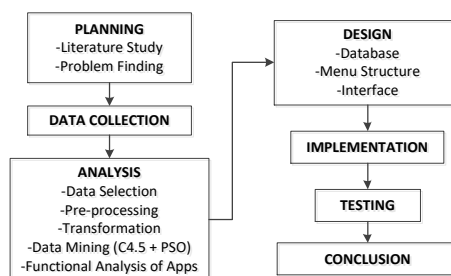 PLANNING
-Literature Study
-Problem Finding
DATA COLLECTION
ANALYSIS
-Data Selection
-Pre-processing
-Transformation
-Data Mining (C4.5 + PSO)
-Functional Analysis of Apps
DESIGN
-Database
-Menu Structure
-Interface
IMPLEMENTATION
TESTING
CONCLUSION